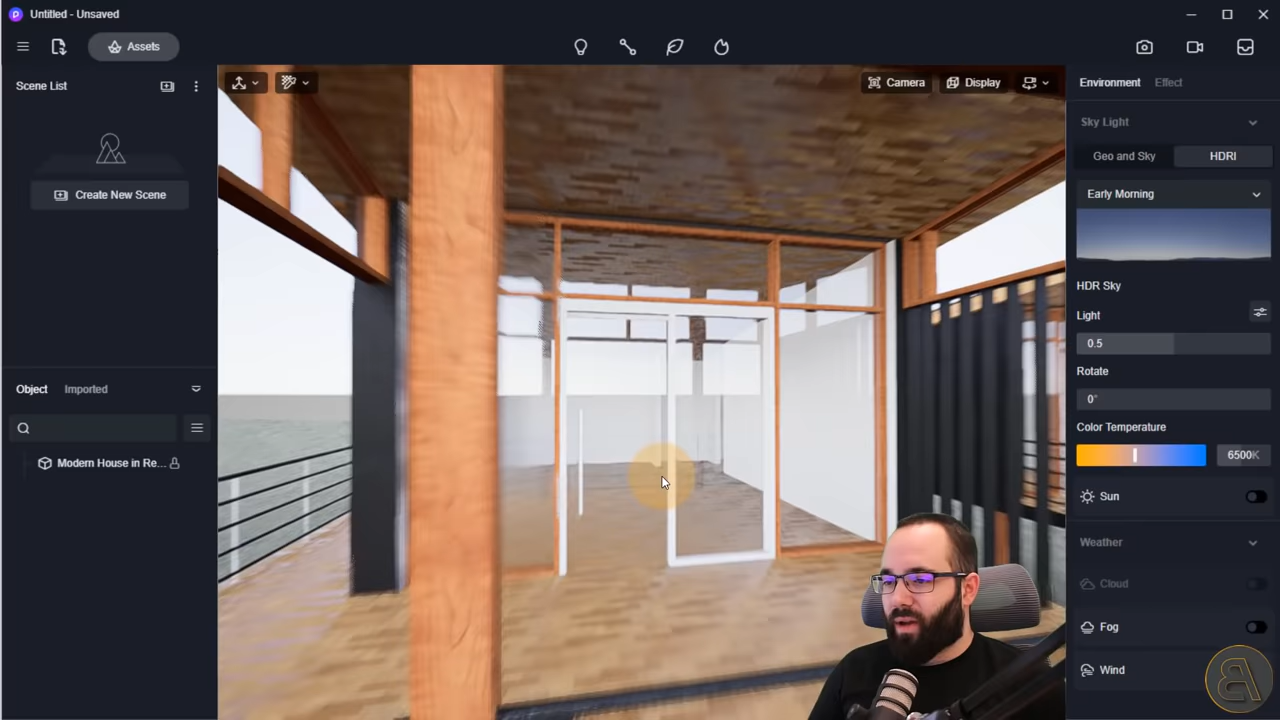 Untitled - Unsaved
Assets
Scene List
Create New Scene
Object
Imported
Modern House in Re...
Camera
Display
Environment
Effect
Sky Light
Geo and Sky
HDRI
Early Morning
HDR Sky
Light
0.5
Rotate
0°
Color Temperature
6500K
Sun
Weather
Cloud
Fog
Wind